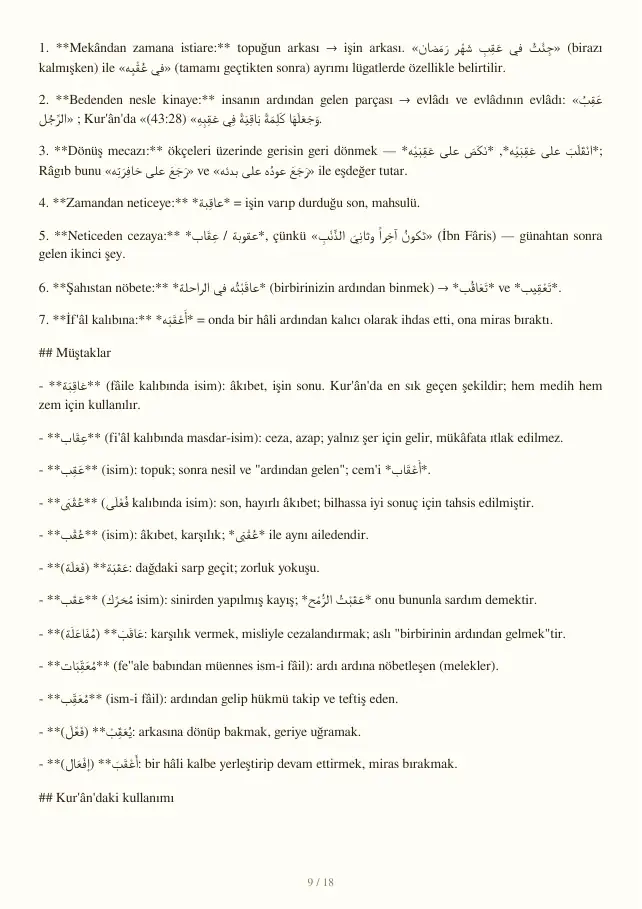 1. **Mekândan zamana istiare:** topuğun arkası → işin arkası. «جِئْتُ في عَقِبِ شَهْر رَمَضان» (birazı
kalmışken) ile «في عُقْبِه» (tamamı geçtikten sonra) ayrımı lügatlerde özellikle belirtilir.
2. **Bedenden nesle kinaye:** insanın ardından gelen parçası → evlâdı ve evlâdının evlâdı: «عَقِبُ
الرَّجُل» ; Kur'ân'da «وَجَعَلَهَا كَلِمَةً بَاقِيَةً فِي عَقِبِهِ» (43:28).
3. **Dönüş mecazı:** ökçeleri üzerinde gerisin geri dönmek — *انْقَلَبَ على عَقِبَيْه*, *نَكَصَ على عَقِبَيْه*;
Râgıb bunu «رَجَعَ على حَافِرَتِه» ve «رَجَعَ عودُه على بدئه» ile eşdeğer tutar.
4. **Zamandan neticeye:** *عاقِبة* = işin varıp durduğu son, mahsulü.
5. **Neticeden cezaya:** *عقوبة / عِقَاب*, çünkü «تكونُ آخِراً وثانِيَ الذَّنْبِ» (İbn Fâris) — günahtan sonra
gelen ikinci şey.
6. **Şahıstan nöbete:** *عاقَبْتُه في الراحلة* (birbirinizin ardından binmek) → *تَعَاقُب* ve *تَعْقِيب*.
7. **İf'âl kalıbına:** *أَعْقَبَه* = onda bir hâli ardından kalıcı olarak ihdas etti, ona miras bıraktı.
## Müştaklar
- **عَاقِبَة** (fâile kalıbında isim): âkıbet, işin sonu. Kur'ân'da en sık geçen şekildir; hem medih hem
zem için kullanılır.
- **عِقَاب** (fi'âl kalıbında masdar-isim): ceza, azap; yalnız şer için gelir, mükâfata ıtlak edilmez.
- **عَقِب** (isim): topuk; sonra nesil ve "ardından gelen"; cem'i *أَعْقَاب*.
- **عُقْبَى** (فُعْلَى kalıbında isim): son, hayırlı âkıbet; bilhassa iyi sonuç için tahsis edilmiştir.
- **عُقْب** (isim): âkıbet, karşılık; *عُقْبَى* ile aynı ailedendir.
- **عَقَبَة** (فَعَلَة): dağdaki sarp geçit; zorluk yokuşu.
- **عَقَب** (مُحَرَّك isim): sinirden yapılmış kayış; *عَقَبْتُ الرُّمْح* onu bununla sardım demektir.
- **عَاقَبَ** (مُفَاعَلَة): karşılık vermek, misliyle cezalandırmak; aslı "birbirinin ardından gelmek"tir.
- **مُعَقِّبَات** (fe''ale babından müennes ism-i fâil): ardı ardına nöbetleşen (melekler).
- **مُعَقِّب** (ism-i fâil): ardından gelip hükmü takip ve teftiş eden.
- **يُعَقِّبْ** (فَعَّلَ): arkasına dönüp bakmak, geriye uğramak.
- **أَعْقَبَ** (إِفْعَال): bir hâli kalbe yerleştirip devam ettirmek, miras bırakmak.
## Kur'ân'daki kullanımı
9 / 18